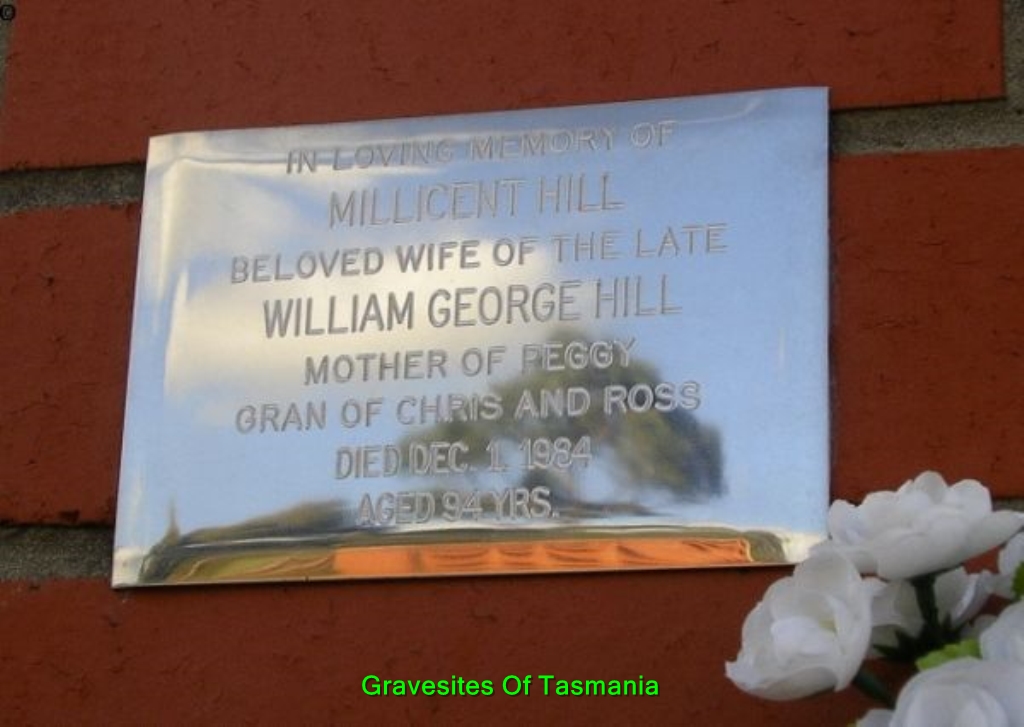 IN LOVING MEMORY OF
MILLICENT HILL
BELOVED WIFE OF THE LATE
WILLIAM GEORGE HILL
MOTHER OF PEGGY
GRAN OF CHRIS AND ROSS
DIED DEC. 1, 1984
AGED 94 YRS.
Gravesites Of Tasmania